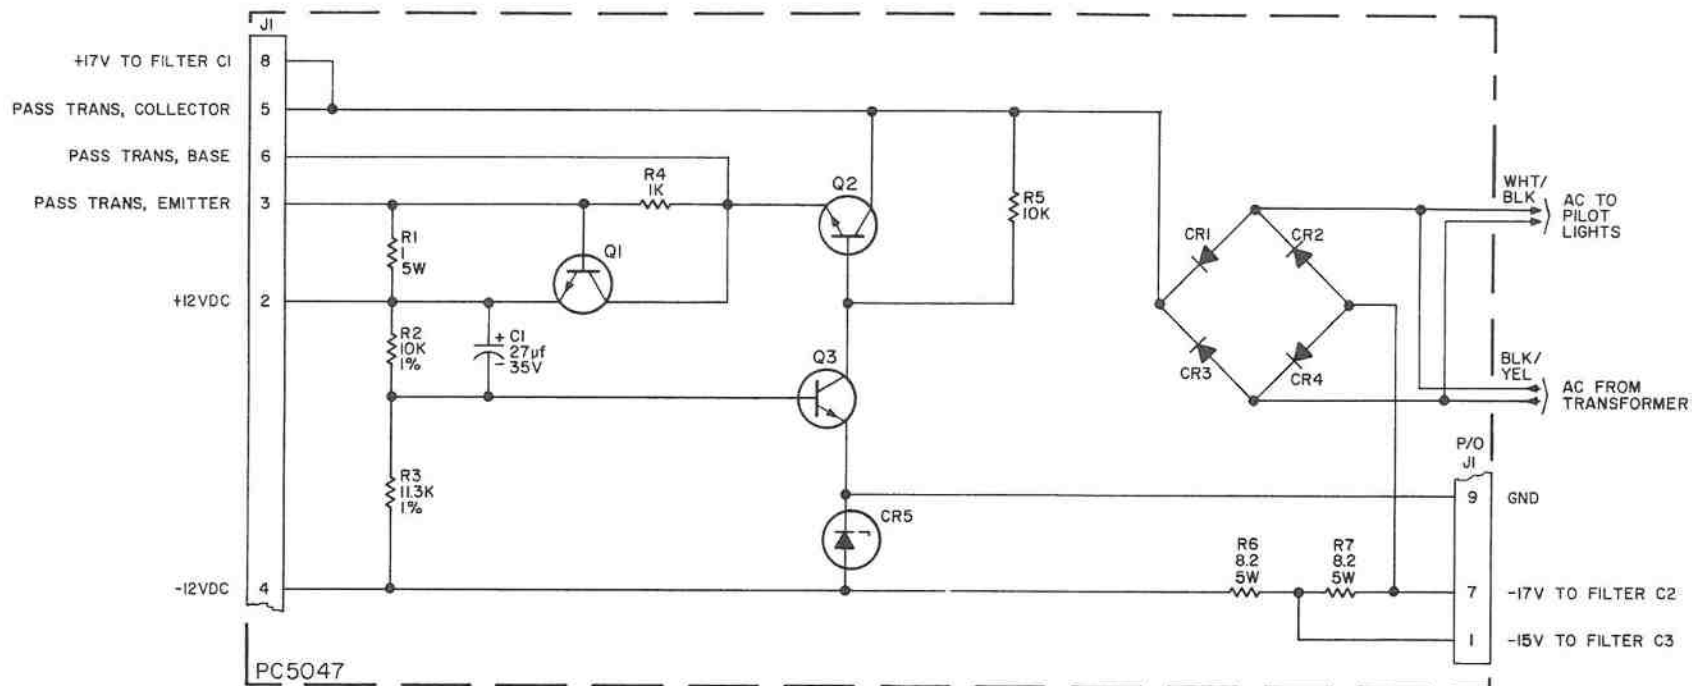 J1
+17V TO FILTER C1 8
PASS TRANS, COLLECTOR 5
PASS TRANS, BASE 6
PASS TRANS, EMITTER 3
+12VDC 2
-12VDC 4
R4
1K
R1
1
5W
Q1
R2
10K
1%
+ C1
27µf
- 35V
R3
11.3K
1%
Q2
R5
10K
Q3
CR5
CR1
CR2
CR3
CR4
WHT/
BLK
AC TO
PILOT
LIGHTS
BLK/
YEL
AC FROM
TRANSFORMER
P/O
J1
9 GND
R6
8.2
5W
R7
8.2
5W
7 -17V TO FILTER C2
1 -15V TO FILTER C3
PC5047